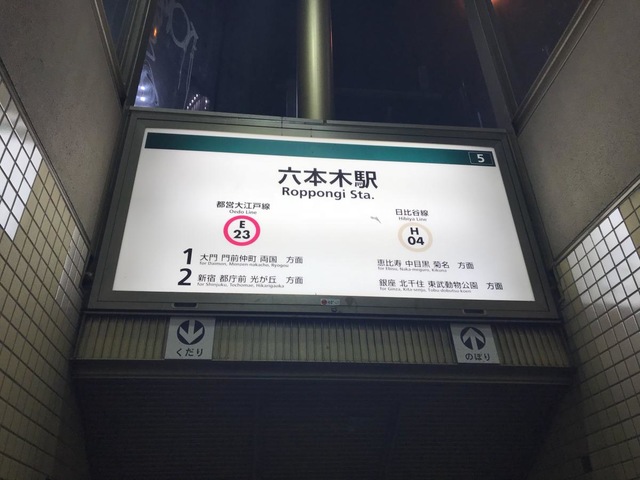 5
六本木駅
Roppongi Sta.
都営大江戸線
Oedo Line
E
23
日比谷線
Hibiya Line
H
04
1 大門 門前仲町 両国 方面
for Daimon, Monzen-nakacho, Ryogoku
2 新宿 都庁前 光が丘 方面
for Shinjuku, Tochomae, Hikarigaoka
恵比寿 中目黒 菊名 方面
for Ebisu, Naka-meguro, Kikuna
銀座 北千住 東武動物公園 方面
for Ginza, Kita-senju, Tobu-dobutsu-koen
くだり
のぼり